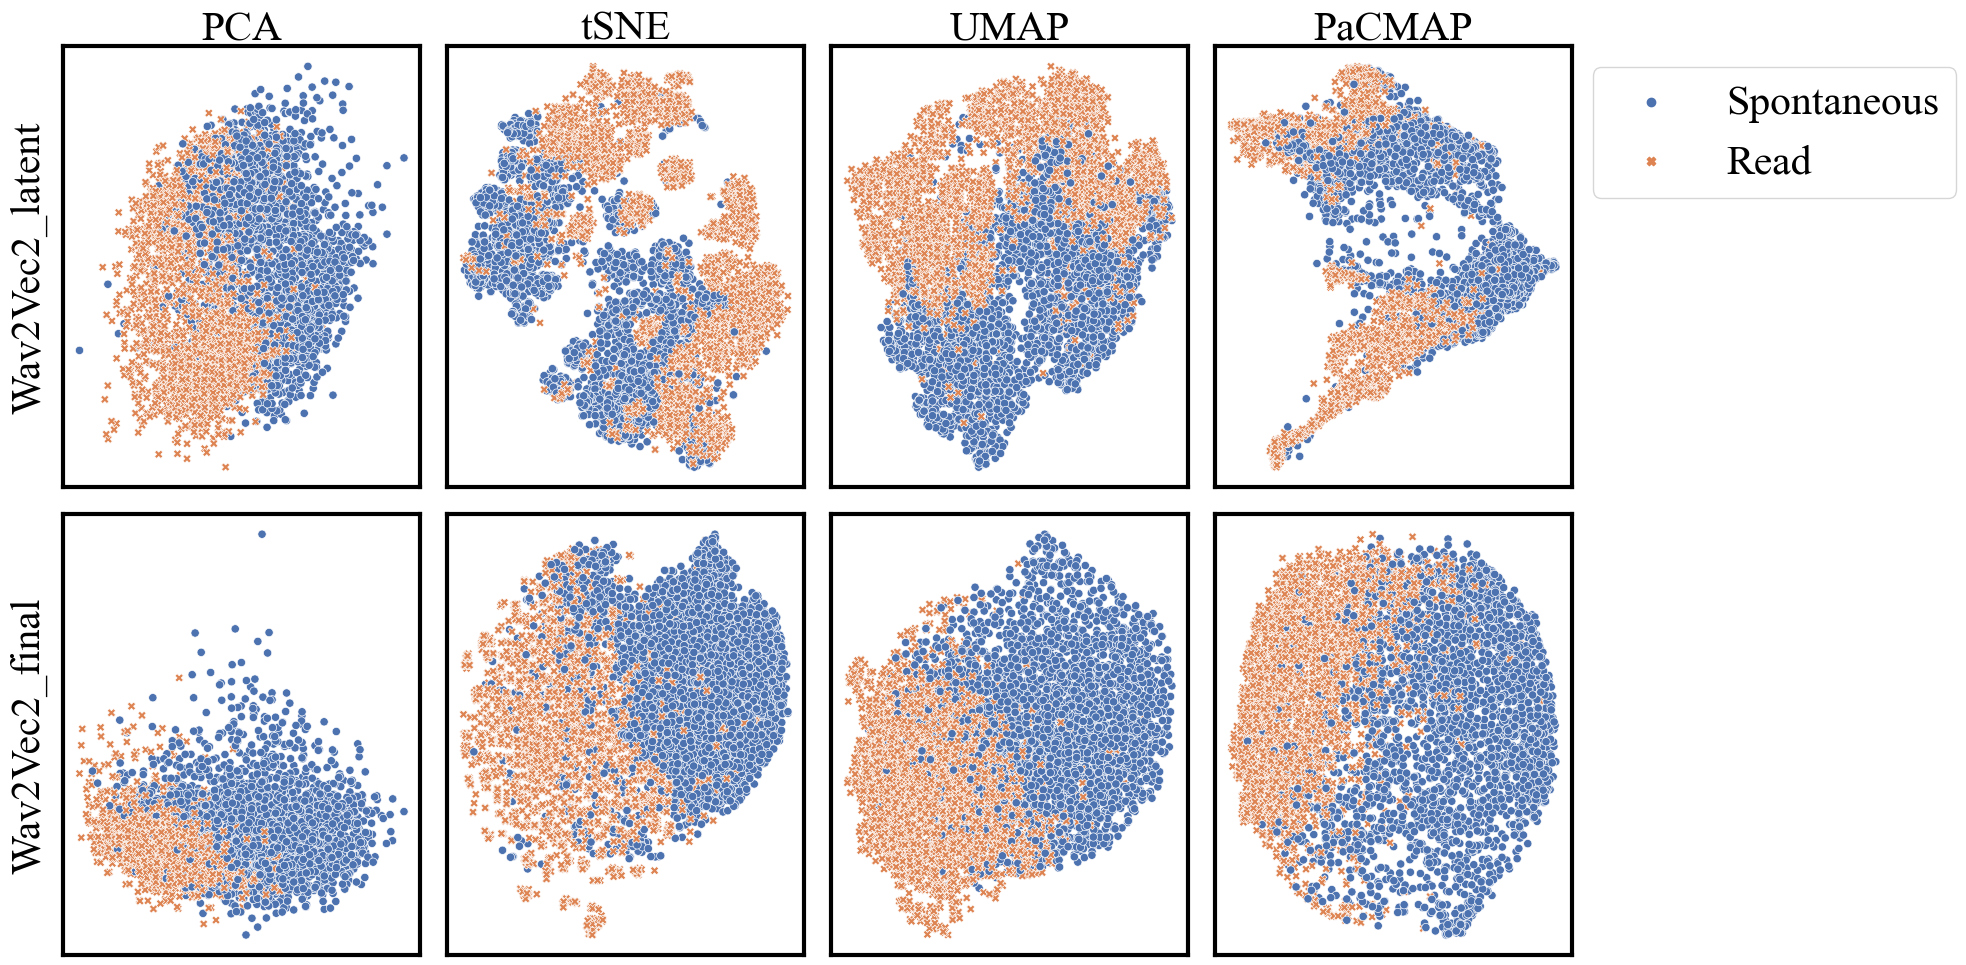 PCA
tSNE
UMAP
PaCMAP
Spontaneous
Read
Wav2Vec2_latent
Wav2Vec2_final